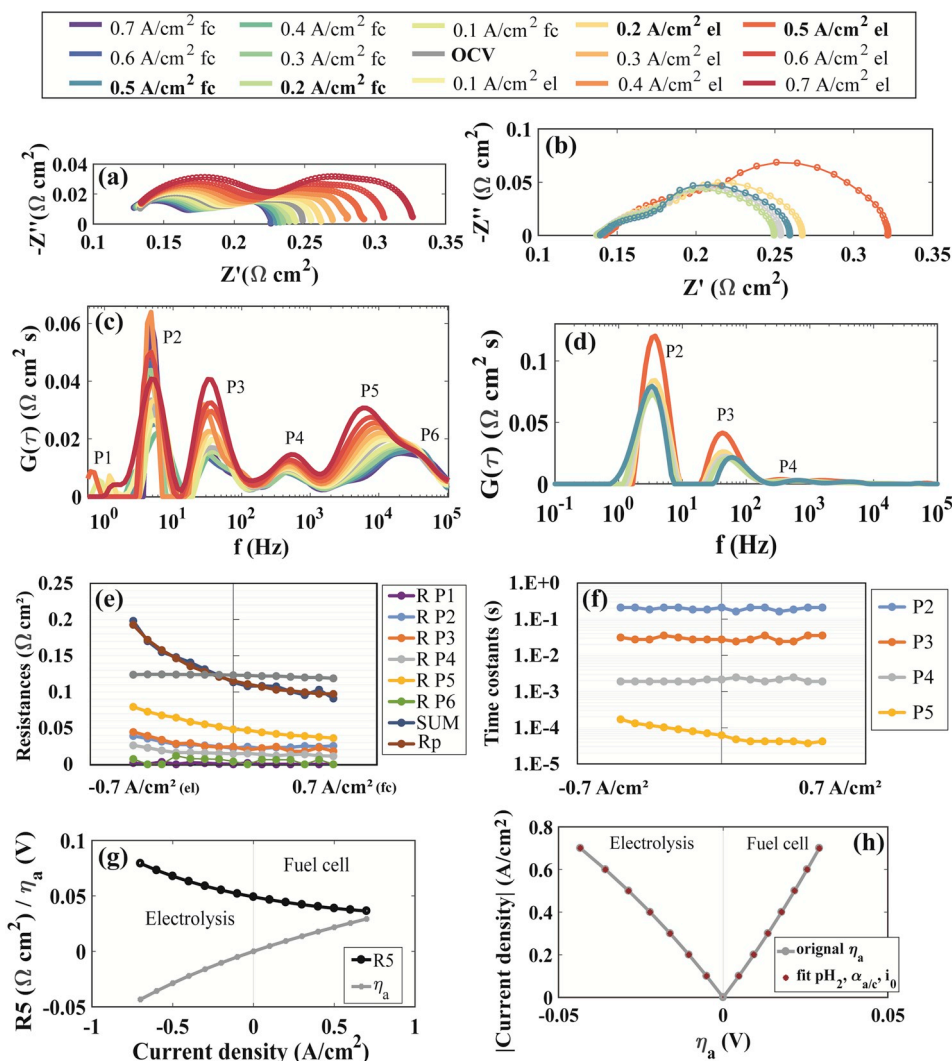 0.7 A/cm² fc
0.4 A/cm² fc
0.1 A/cm² fc
0.2 A/cm² el
0.5 A/cm² el
0.6 A/cm² fc
0.3 A/cm² fc
OCV
0.3 A/cm² el
0.6 A/cm² el
0.5 A/cm² fc
0.2 A/cm² fc
0.1 A/cm² el
0.4 A/cm² el
0.7 A/cm² el
(a)
-Z''(Ω cm²)
0.04
0.02
0
0.1
0.15
0.2
0.25
0.3
0.35
Z'(Ω cm²)
(b)
-Z'' (Ω cm²)
0.1
0.05
0
0.1
0.15
0.2
0.25
0.3
0.35
Z' (Ω cm²)
(c)
G(τ) (Ω cm² s)
0.06
0.04
0.02
0
P1
P2
P3
P4
P5
P6
10⁰
10¹
10²
10³
10⁴
10⁵
f (Hz)
(d)
G(τ) (Ω cm² s)
0.1
0.05
0
P2
P3
P4
10⁻¹
10⁰
10¹
10²
10³
10⁴
10⁵
f (Hz)
(e)
Resistances (Ω cm²)
0.25
0.2
0.15
0.1
0.05
0
-0.7 A/cm² (el)
0.7 A/cm² (fc)
R P1
R P2
R P3
R P4
R P5
R P6
SUM
Rp
(f)
Time costants (s)
1.E+0
1.E-1
1.E-2
1.E-3
1.E-4
1.E-5
-0.7 A/cm²
0.7 A/cm²
P2
P3
P4
P5
(g)
R5 (Ω cm²) / ηa (V)
0.1
0.05
0
-0.05
Fuel cell
Electrolysis
R5
ηa
-1
-0.5
0
0.5
1
Current density (A/cm²)
(h)
|Current density| (A/cm²)
0.8
0.6
0.4
0.2
0
Electrolysis
Fuel cell
orignal ηa
fit pH₂, αa/c, i₀
-0.05
0
0.05
ηa (V)